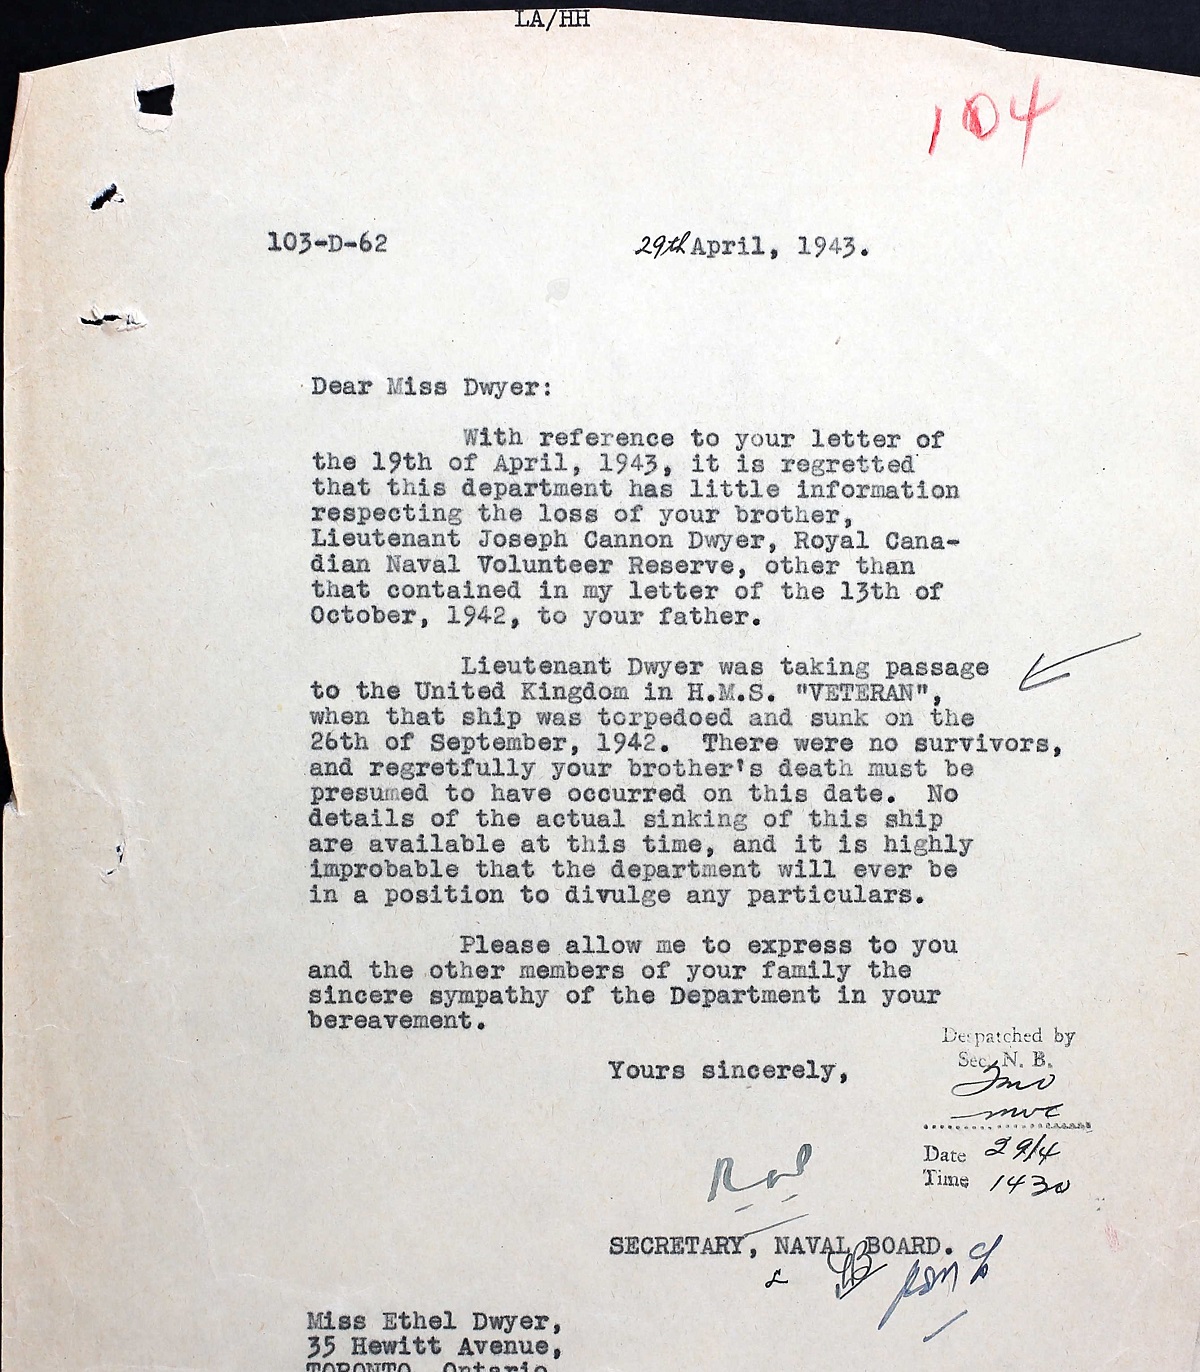 LA/HH
104
103-D-62
29th April, 1943.
Dear Miss Dwyer:
With reference to your letter of
the 19th of April, 1943, it is regretted
that this department has little information
respecting the loss of your brother,
Lieutenant Joseph Cannon Dwyer, Royal Cana-
dian Naval Volunteer Reserve, other than
that contained in my letter of the 13th of
October, 1942, to your father.
Lieutenant Dwyer was taking passage
to the United Kingdom in H.M.S. "VETERAN",
when that ship was torpedoed and sunk on the
26th of September, 1942. There were no survivors,
and regretfully your brother's death must be
presumed to have occurred on this date. No
details of the actual sinking of this ship
are available at this time, and it is highly
improbable that the department will ever be
in a position to divulge any particulars.
Please allow me to express to you
and the other members of your family the
sincere sympathy of the Department in your
bereavement.
Yours sincerely,
Despatched by
Sec. N. B.
Date 29/4
Time 1430
SECRETARY, NAVAL BOARD.
Miss Ethel Dwyer,
35 Hewitt Avenue,
TORONTO, Ontario